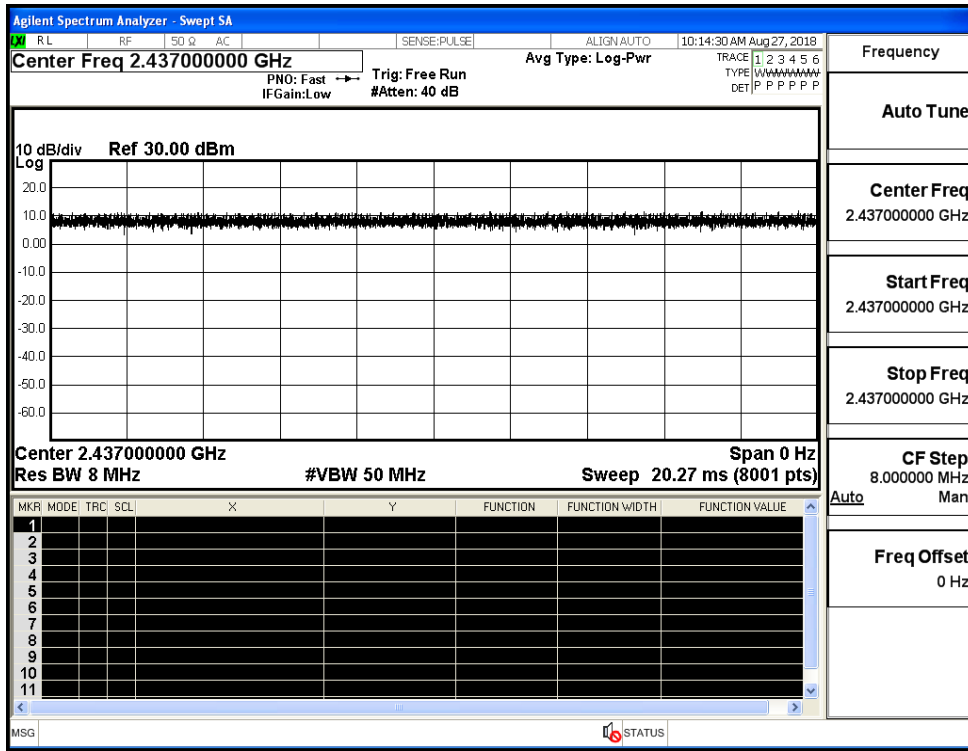 Agilent Spectrum Analyzer - Swept SA
LXI RL RF 50 Ω AC SENSE:PULSE ALIGN AUTO 10:14:30 AM Aug 27, 2018
Center Freq 2.437000000 GHz
Avg Type: Log-Pwr
TRACE 1 2 3 4 5 6
PNO: Fast
Trig: Free Run
TYPE WWWWWW
IFGain:Low
#Atten: 40 dB
DET P P P P P P
10 dB/div Ref 30.00 dBm
Log
20.0
10.0
0.00
-10.0
-20.0
-30.0
-40.0
-50.0
-60.0
Center 2.437000000 GHz Span 0 Hz
Res BW 8 MHz #VBW 50 MHz Sweep 20.27 ms (8001 pts)
MKR MODE TRC SCL X Y FUNCTION FUNCTION WIDTH FUNCTION VALUE
1
2
3
4
5
6
7
8
9
10
11
MSG STATUS
Frequency
Auto Tune
Center Freq
2.437000000 GHz
Start Freq
2.437000000 GHz
Stop Freq
2.437000000 GHz
CF Step
8.000000 MHz
Auto Man
Freq Offset
0 Hz